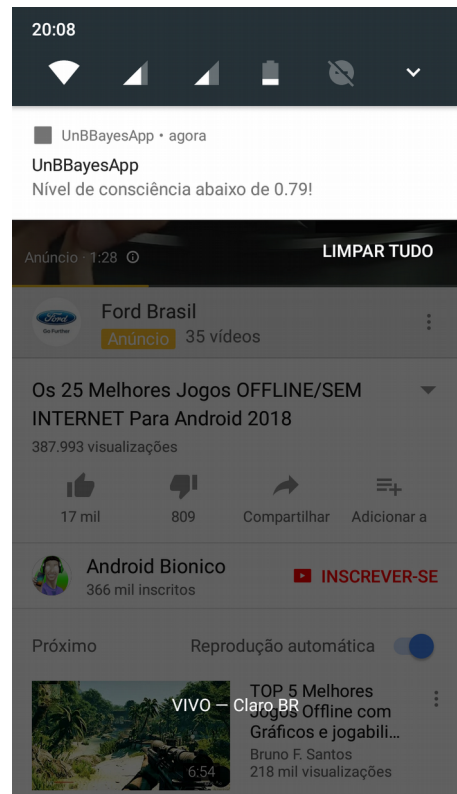 20:08
UnBBayesApp • agora
UnBBayesApp
Nível de consciência abaixo de 0.79!
Anúncio · 1:28
LIMPAR TUDO
Ford
Go Further
Ford Brasil
Anúncio 35 vídeos
Os 25 Melhores Jogos OFFLINE/SEM
INTERNET Para Android 2018
387.993 visualizações
17 mil
809
Compartilhar
Adicionar a
Android Bionico
366 mil inscritos
INSCREVER-SE
Próximo
Reprodução automática
VIVO — Claro BR
6:54
TOP 5 Melhores
Jogos Offline com
Gráficos e jogabili...
Bruno F. Santos
218 mil visualizações